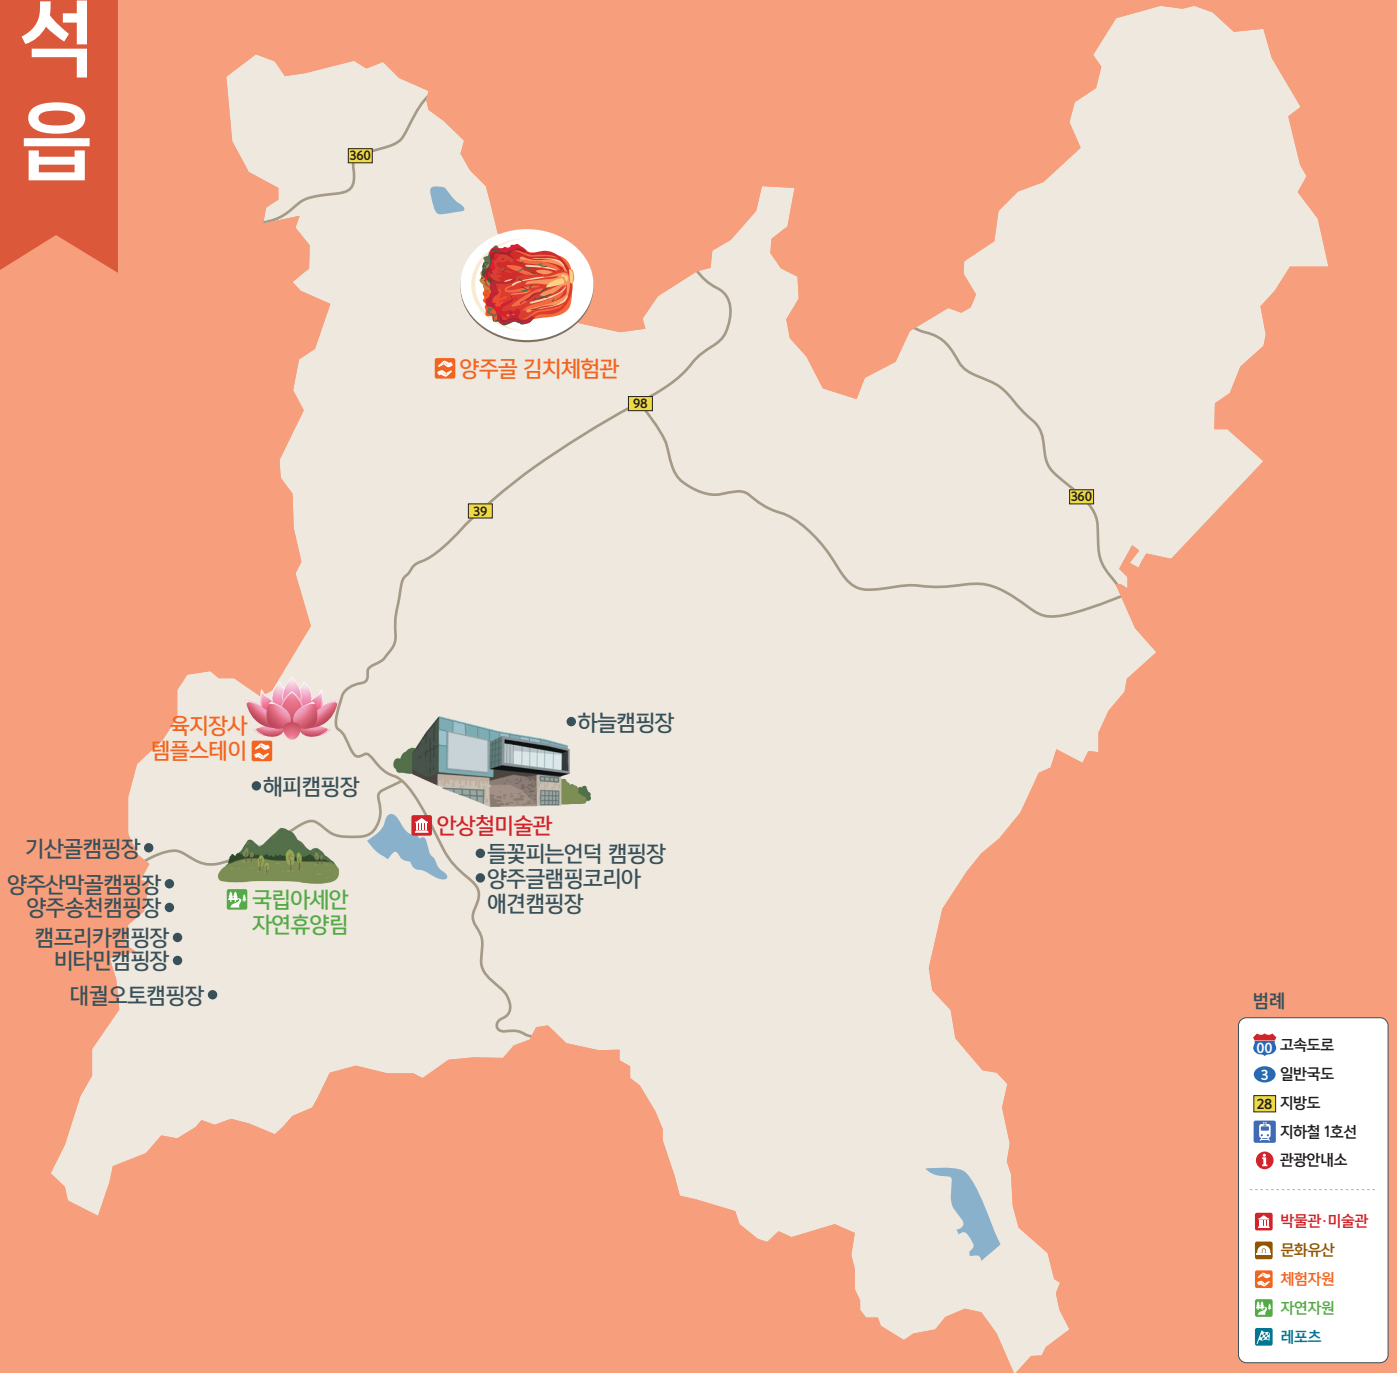 석
읍
360
양주골 김치체험관
98
39
360
육지장사
템플스테이
하늘캠핑장
해피캠핑장
안상철미술관
기산골캠핑장
들꽃피는언덕 캠핑장
양주글램핑코리아
애견캠핑장
양주산막골캠핑장
양주송천캠핑장
국립아세안
자연휴양림
캠프리카캠핑장
비타민캠핑장
대궐오토캠핑장
범례
00 고속도로
3 일반국도
28 지방도
지하철 1호선
관광안내소
박물관·미술관
문화유산
체험자원
자연자원
레포츠